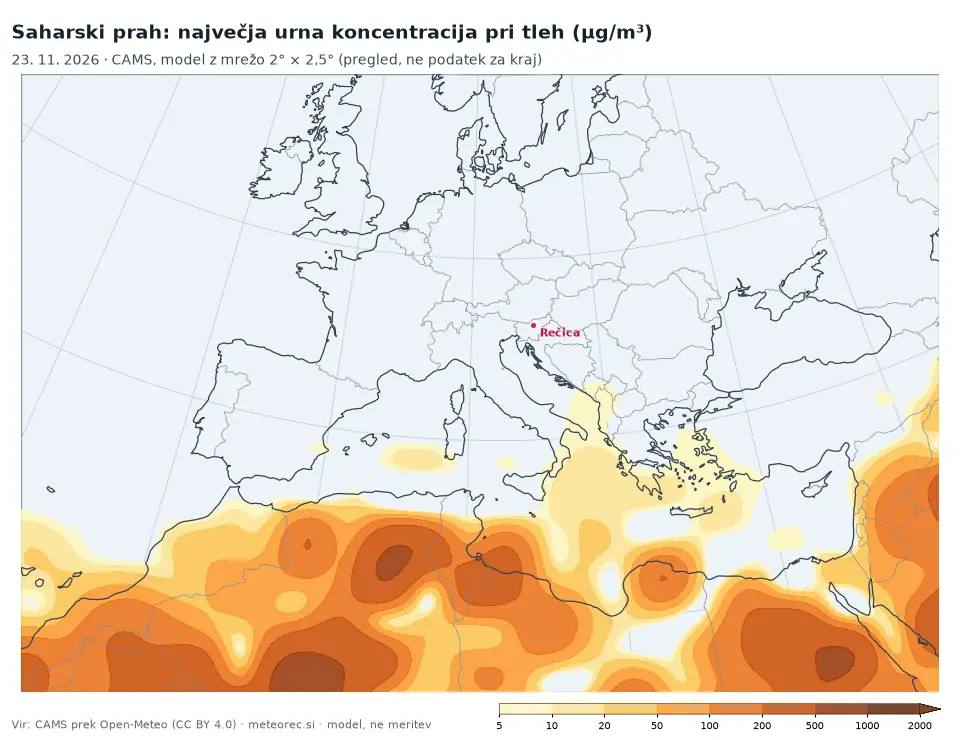 Saharski prah: največja urna koncentracija pri tleh (µg/m³)
23. 11. 2026 · CAMS, model z mrežo 2° × 2,5° (pregled, ne podatek za kraj)
Rečica
5 10 20 50 100 200 500 1000 2000
Vir: CAMS prek Open-Meteo (CC BY 4.0) · meteorec.si · model, ne meritev